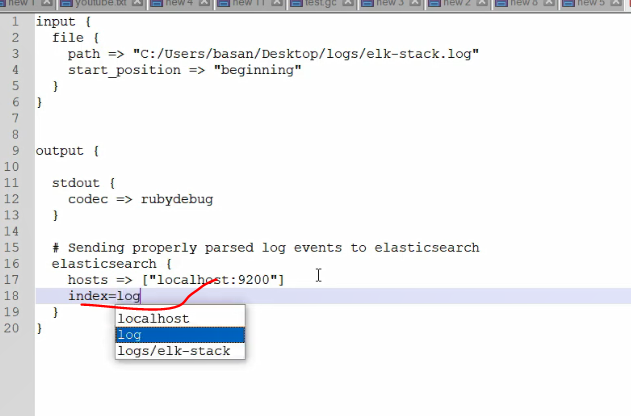 new 1 youtube.txt new 4 new 11 test.gc new 3 new 2 new 8 new 5
1 input {
2   file {
3     path => "C:/Users/basan/Desktop/logs/elk-stack.log"
4     start_position => "beginning"
5   }
6 }
7
8
9 output {
10
11   stdout {
12     codec => rubydebug
13   }
14
15   # Sending properly parsed log events to elasticsearch
16   elasticsearch {
17     hosts => ["localhost:9200"]
18     index=log
19   }
localhost
20 }
log
logs/elk-stack